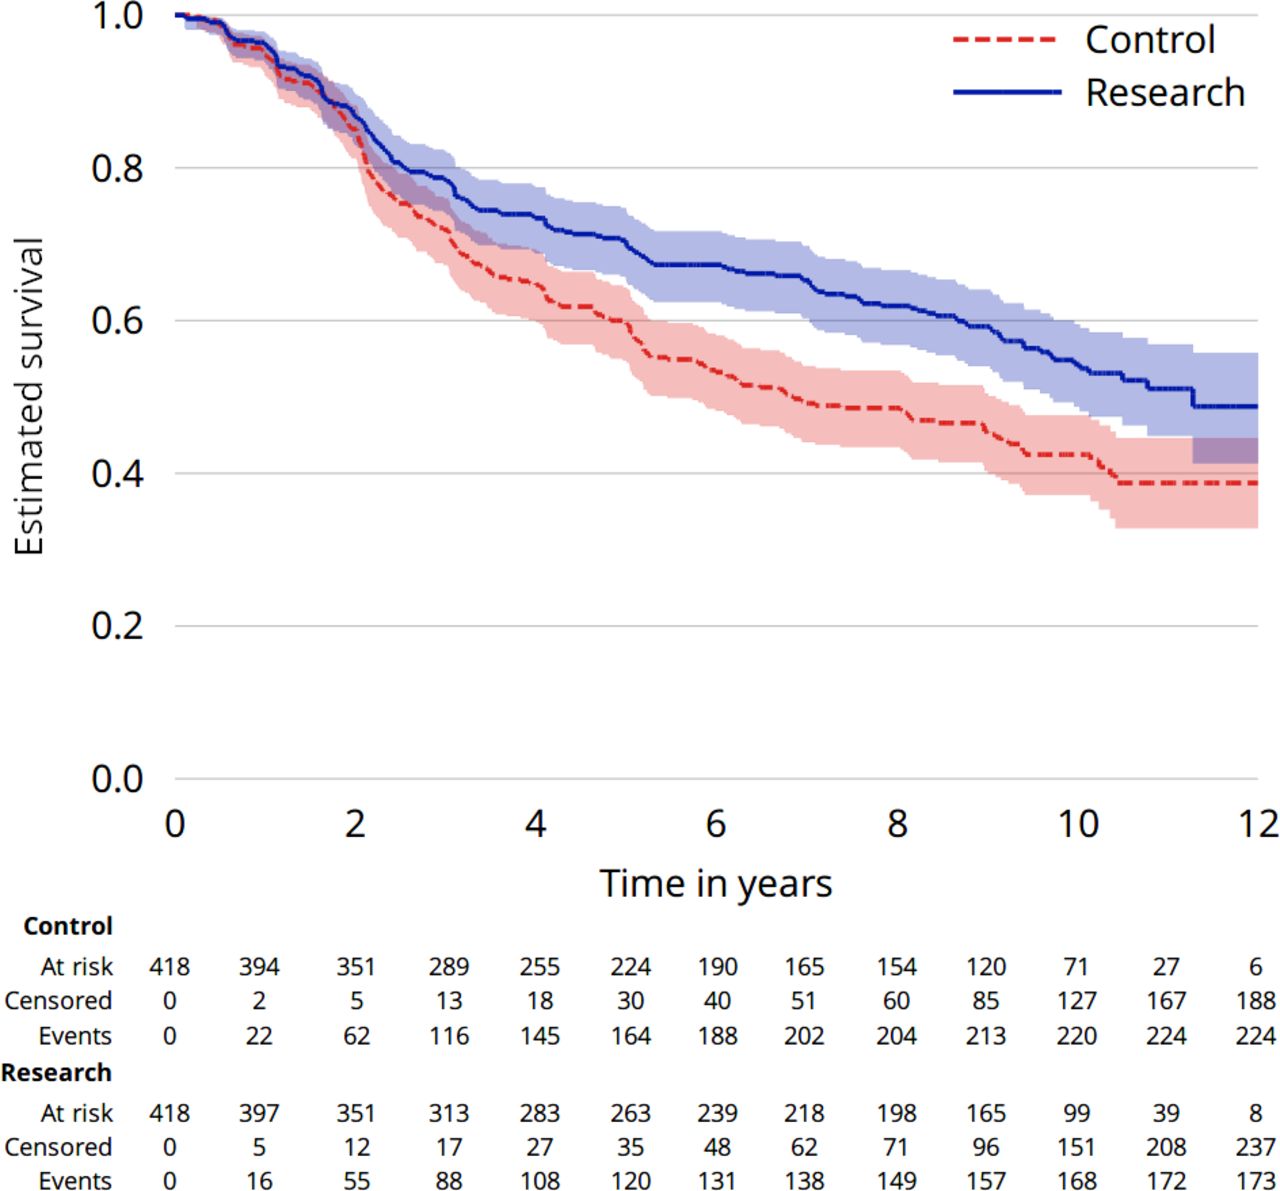 1.0
Control
Research
0.8
0.6
0.4
0.2
0.0
Estimated survival
0 2 4 6 8 10 12
Time in years
Control
At risk 418 394 351 289 255 224 190 165 154 120 71 27 6
Censored 0 2 5 13 18 30 40 51 60 85 127 167 188
Events 0 22 62 116 145 164 188 202 204 213 220 224 224
Research
At risk 418 397 351 313 283 263 239 218 198 165 99 39 8
Censored 0 5 12 17 27 35 48 62 71 96 151 208 237
Events 0 16 55 88 108 120 131 138 149 157 168 172 173